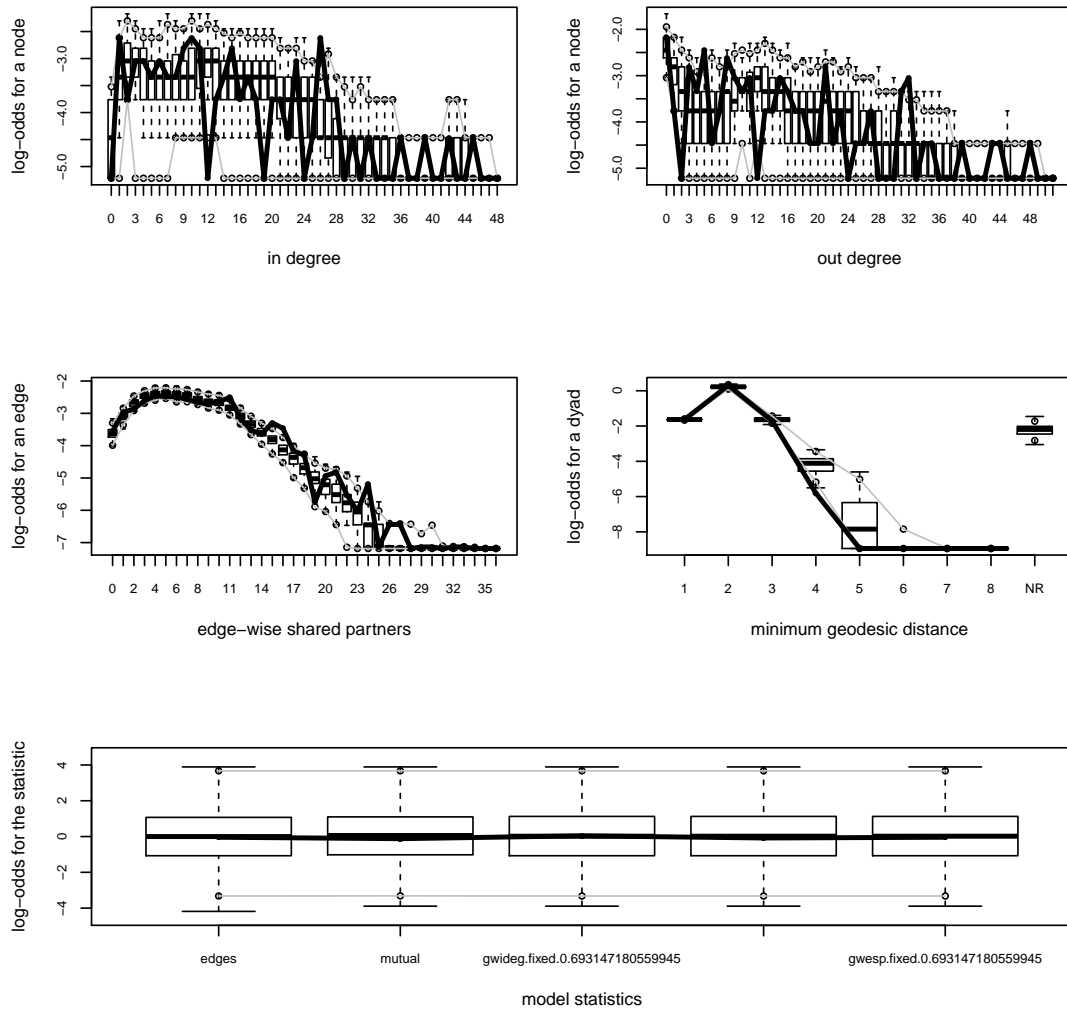 log−odds for a node
-3.0
-4.0
-5.0
0 3 6 9 12 16 20 24 28 32 36 40 44 48
in degree
log−odds for a node
-2.0
-3.0
-4.0
-5.0
0 3 6 9 12 16 20 24 28 32 36 40 44 48
out degree
log−odds for an edge
-2
-3
-4
-5
-6
-7
0 2 4 6 8 11 14 17 20 23 26 29 32 35
edge−wise shared partners
log−odds for a dyad
0
-2
-4
-6
-8
1 2 3 4 5 6 7 8 NR
minimum geodesic distance
log−odds for the statistic
4
2
0
-2
-4
edges mutual gwideg.fixed.0.693147180559945 gwesp.fixed.0.693147180559945
model statistics